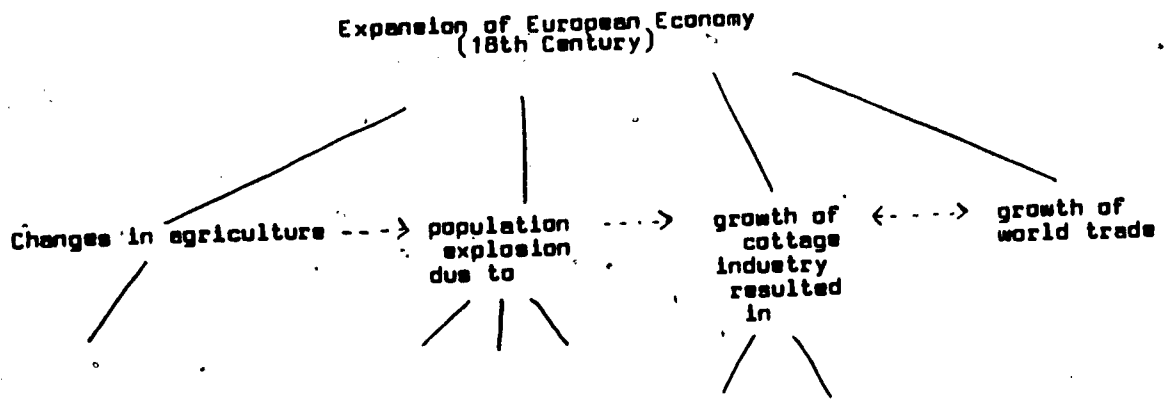 Expansion of European Economy
(18th Century)
Changes in agriculture ---->
population
explosion
due to
---->
growth of
cottage
industry
resulted
in
<---->
growth of
world trade